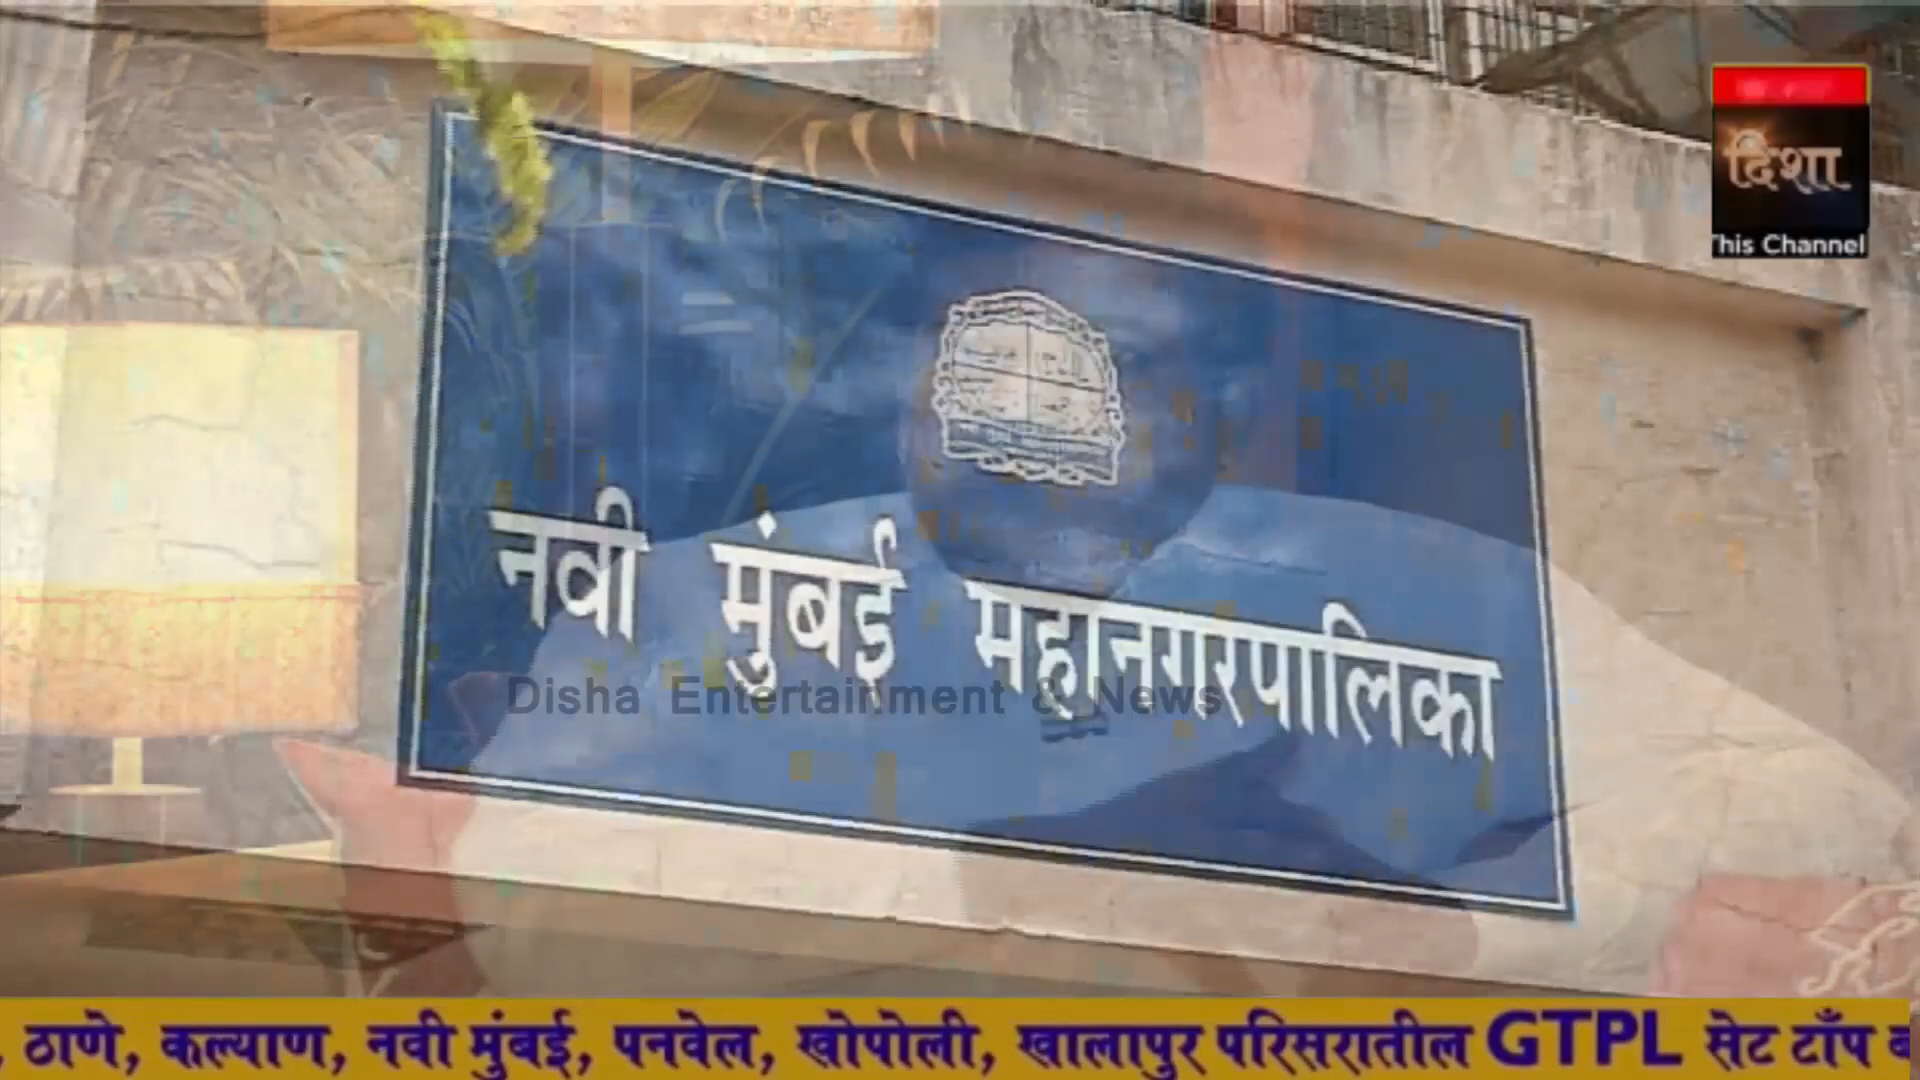 दिशा
This Channel
नवी मुंबई महानगरपालिका
Disha Entertainment & News
, ठाणे, कल्याण, नवी मुंबई, पनवेल, खोपोली, खालापुर परिसरातील GTPL सेट टॉप